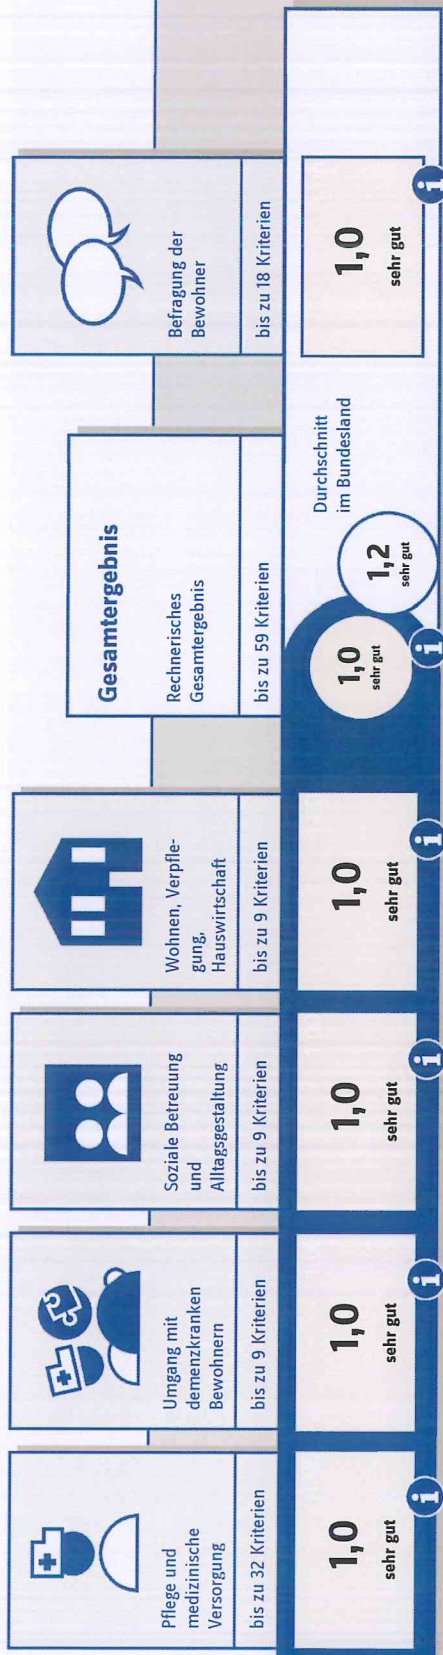 Pflege und
medizinische
Versorgung
bis zu 32 Kriterien
1,0
sehr gut
Umgang mit
demenzkranken
Bewohnern
bis zu 9 Kriterien
1,0
sehr gut
Soziale Betreuung
und
Alltagsgestaltung
bis zu 9 Kriterien
1,0
sehr gut
Wohnen, Verpfle-
gung,
Hauswirtschaft
bis zu 9 Kriterien
1,0
sehr gut
Gesamtergebnis
Rechnerisches
Gesamtergebnis
bis zu 59 Kriterien
1,0
sehr gut
Durchschnitt
im Bundesland
1,2
sehr gut
Befragung der
Bewohner
bis zu 18 Kriterien
1,0
sehr gut